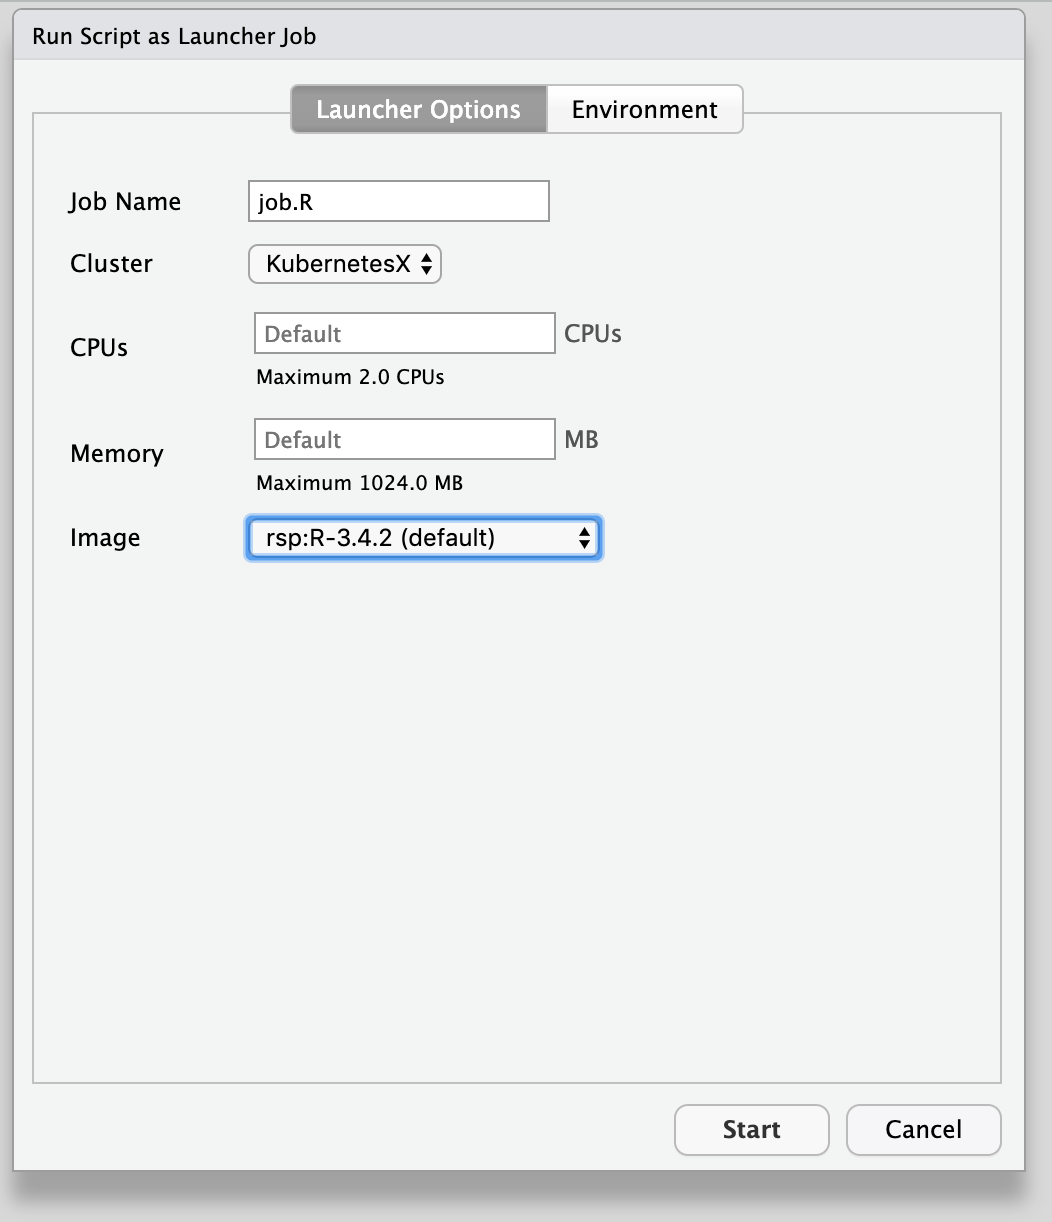 Run Script as Launcher Job
Launcher Options Environment
Job Name job.R
Cluster KubernetesX
CPUs Default CPUs
Maximum 2.0 CPUs
Memory Default MB
Maximum 1024.0 MB
Image rsp:R-3.4.2 (default)
Start Cancel